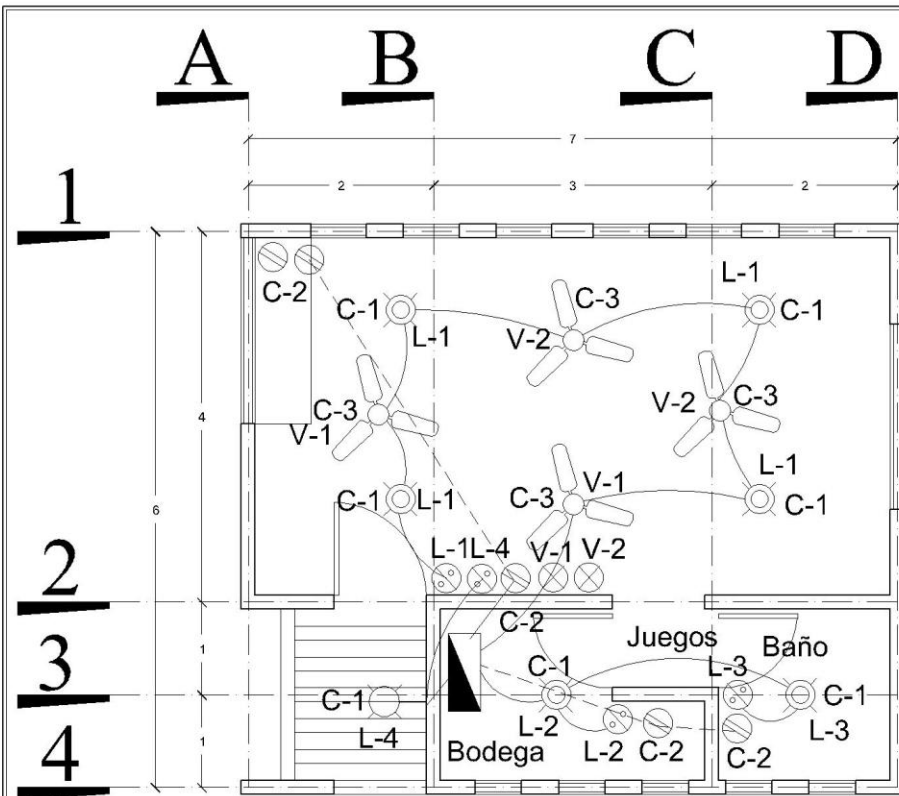 A B C D
7
2 3 2
1
C-2 C-1 C-3 L-1 C-1
L-1 V-2
C-3 V-2 C-3
4
V-1
6
C-1 L-1 C-3 V-1 L-1 C-1
L-1 L-4 V-1 V-2
2
C-2
1
Juegos Baño
3
C-1 C-1 L-3 C-1
L-4 L-2 L-2 C-2 L-3
Bodega C-2
1
4